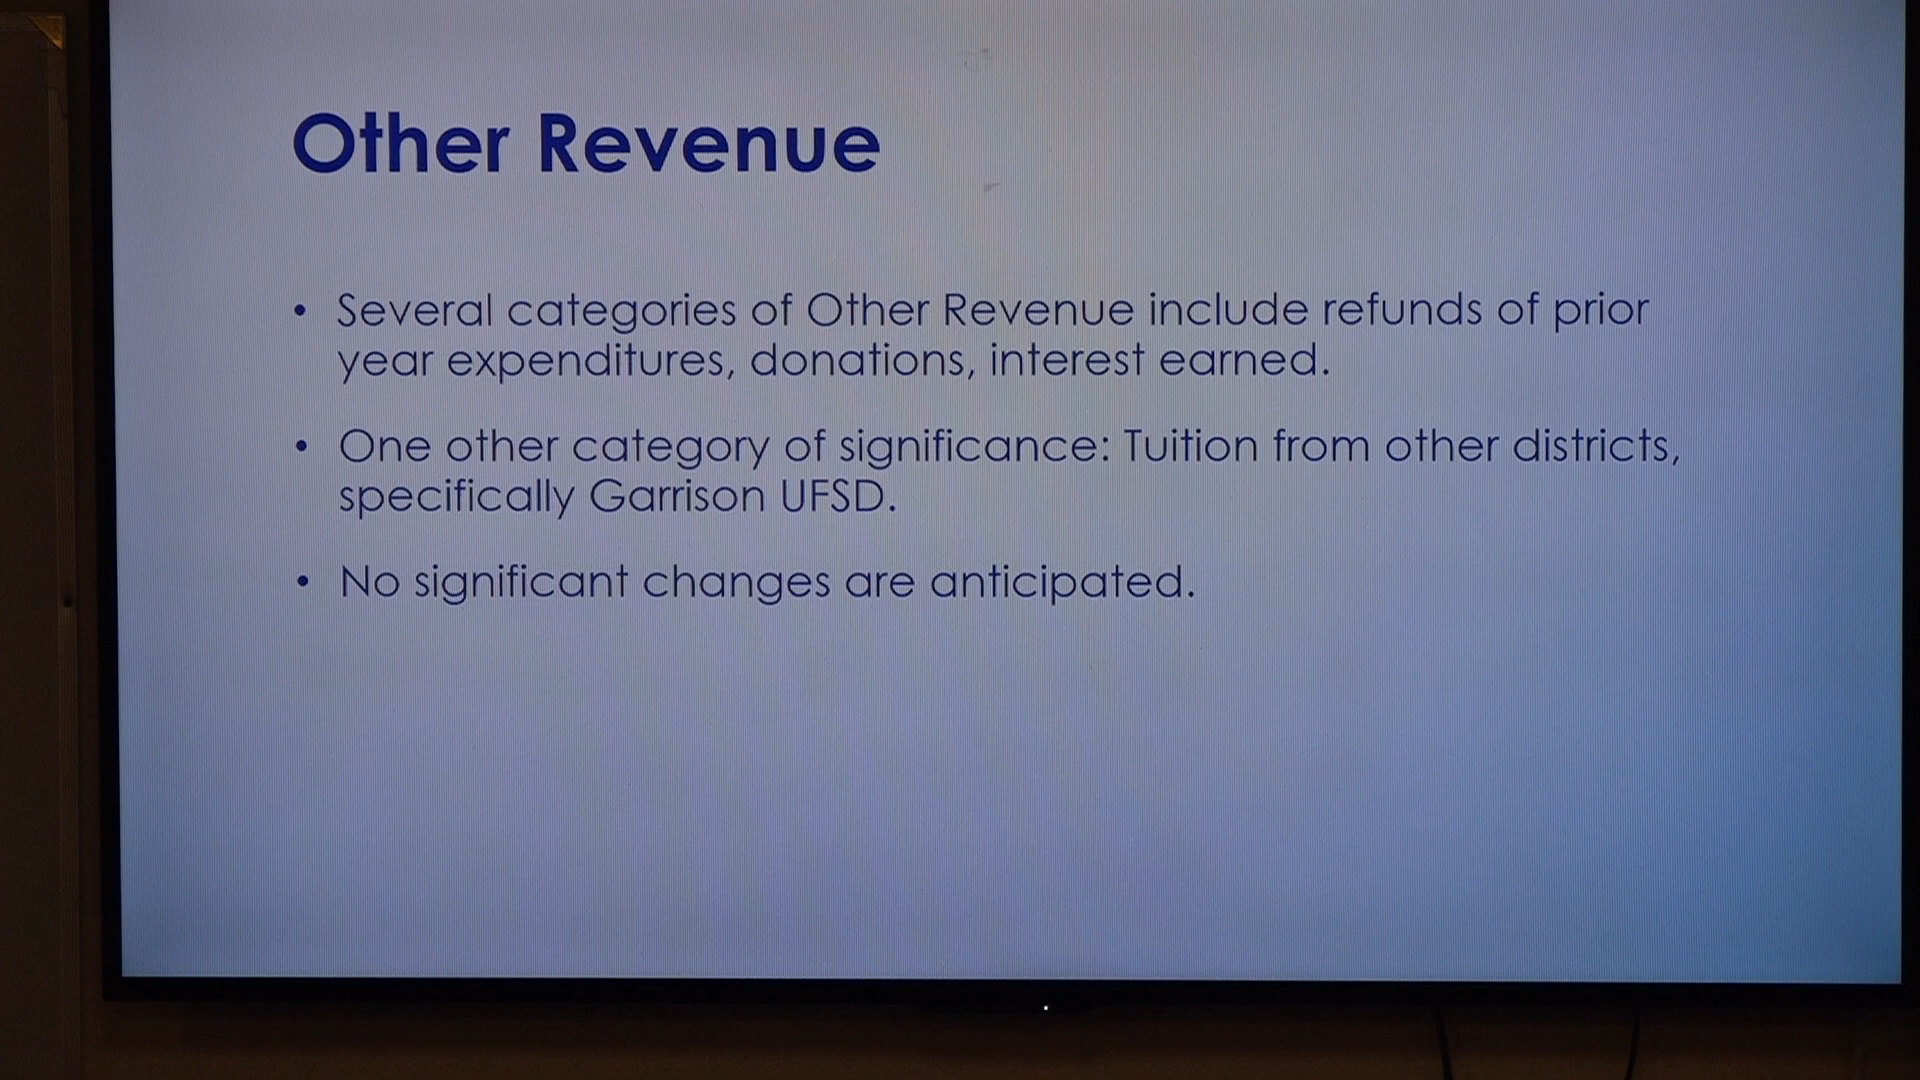 Other Revenue
• Several categories of Other Revenue include refunds of prior
year expenditures, donations, interest earned.
• One other category of significance: Tuition from other districts,
specifically Garrison UFSD.
• No significant changes are anticipated.